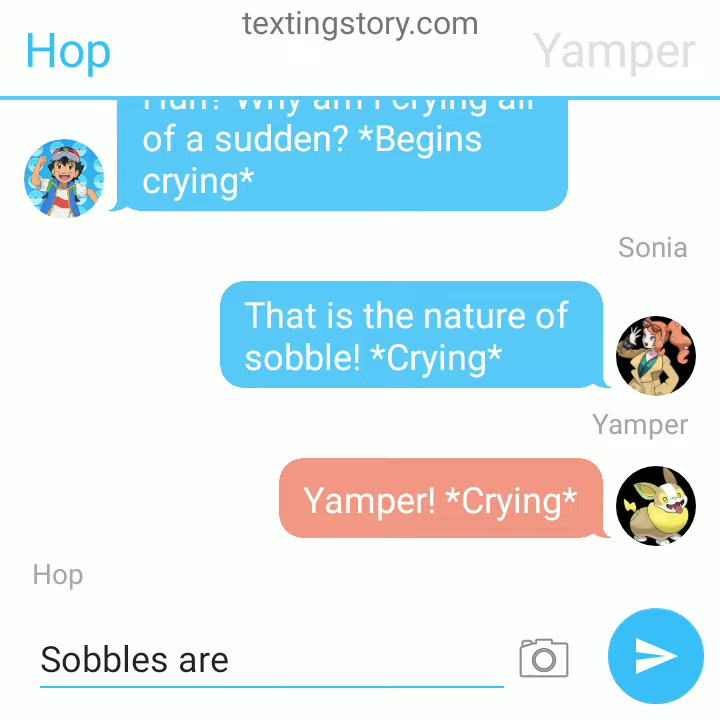 textingstory.com
Hop
Yamper
Huh? Why am I crying all
of a sudden? *Begins
crying*
Sonia
That is the nature of
sobble! *Crying*
Yamper
Yamper! *Crying*
Hop
Sobbles are